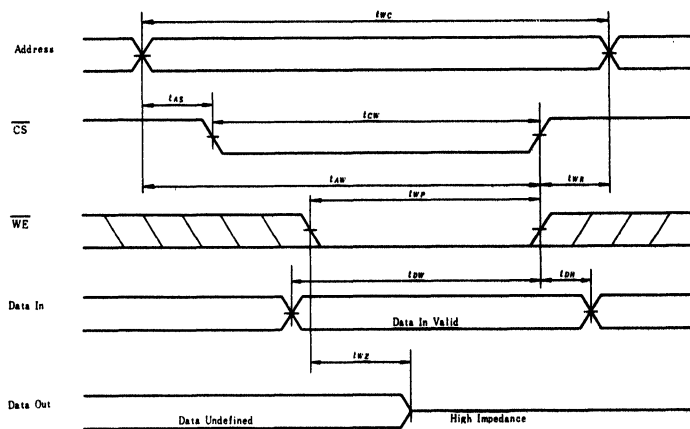 tWC
Address
tAS
tCW
CS
tAW
tWR
tWP
WE
tDW
tDH
Data In
Data In Valid
tWZ
Data Out
Data Undefined
High Impedance